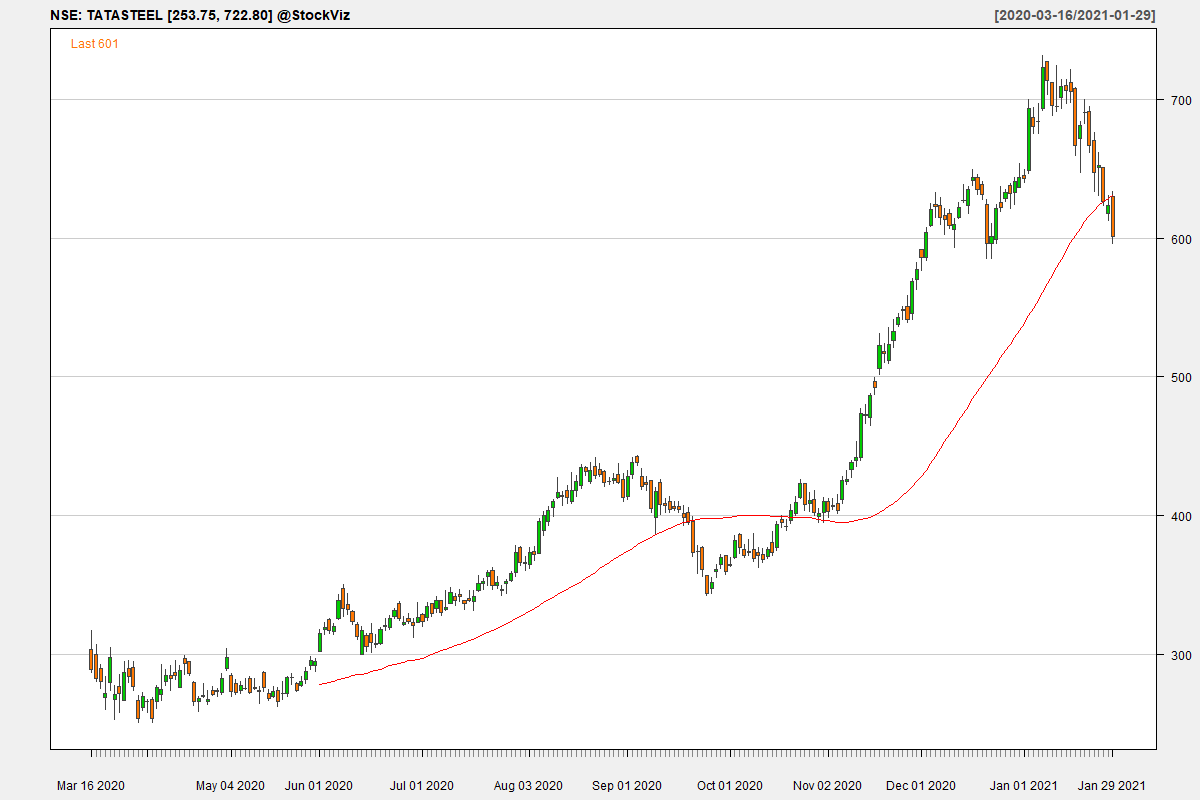 NSE: TATASTEEL [253.75, 722.80] @StockViz [2020-03-16/2021-01-29]
Last 601
700
600
500
400
300
Mar 16 2020 May 04 2020 Jun 01 2020 Jul 01 2020 Aug 03 2020 Sep 01 2020 Oct 01 2020 Nov 02 2020 Dec 01 2020 Jan 01 2021 Jan 29 2021